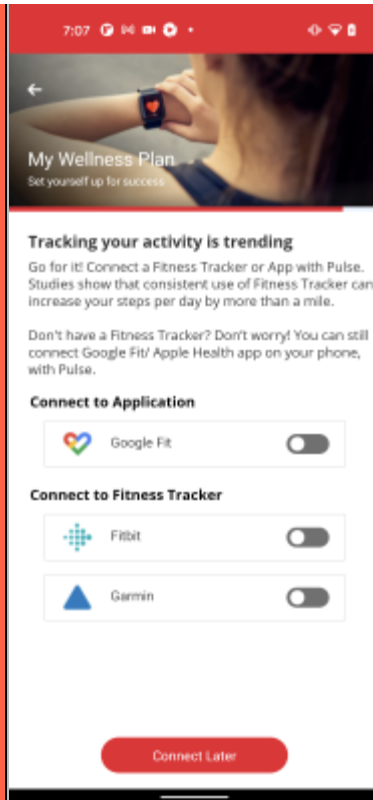 7:07
My Wellness Plan
Set yourself up for success
Tracking your activity is trending
Go for it! Connect a Fitness Tracker or App with Pulse.
Studies show that consistent use of Fitness Tracker can
increase your steps per day by more than a mile.
Don't have a Fitness Tracker? Don't worry! You can still
connect Google Fit/ Apple Health app on your phone,
with Pulse.
Connect to Application
Google Fit
Connect to Fitness Tracker
Fitbit
Garmin
Connect Later